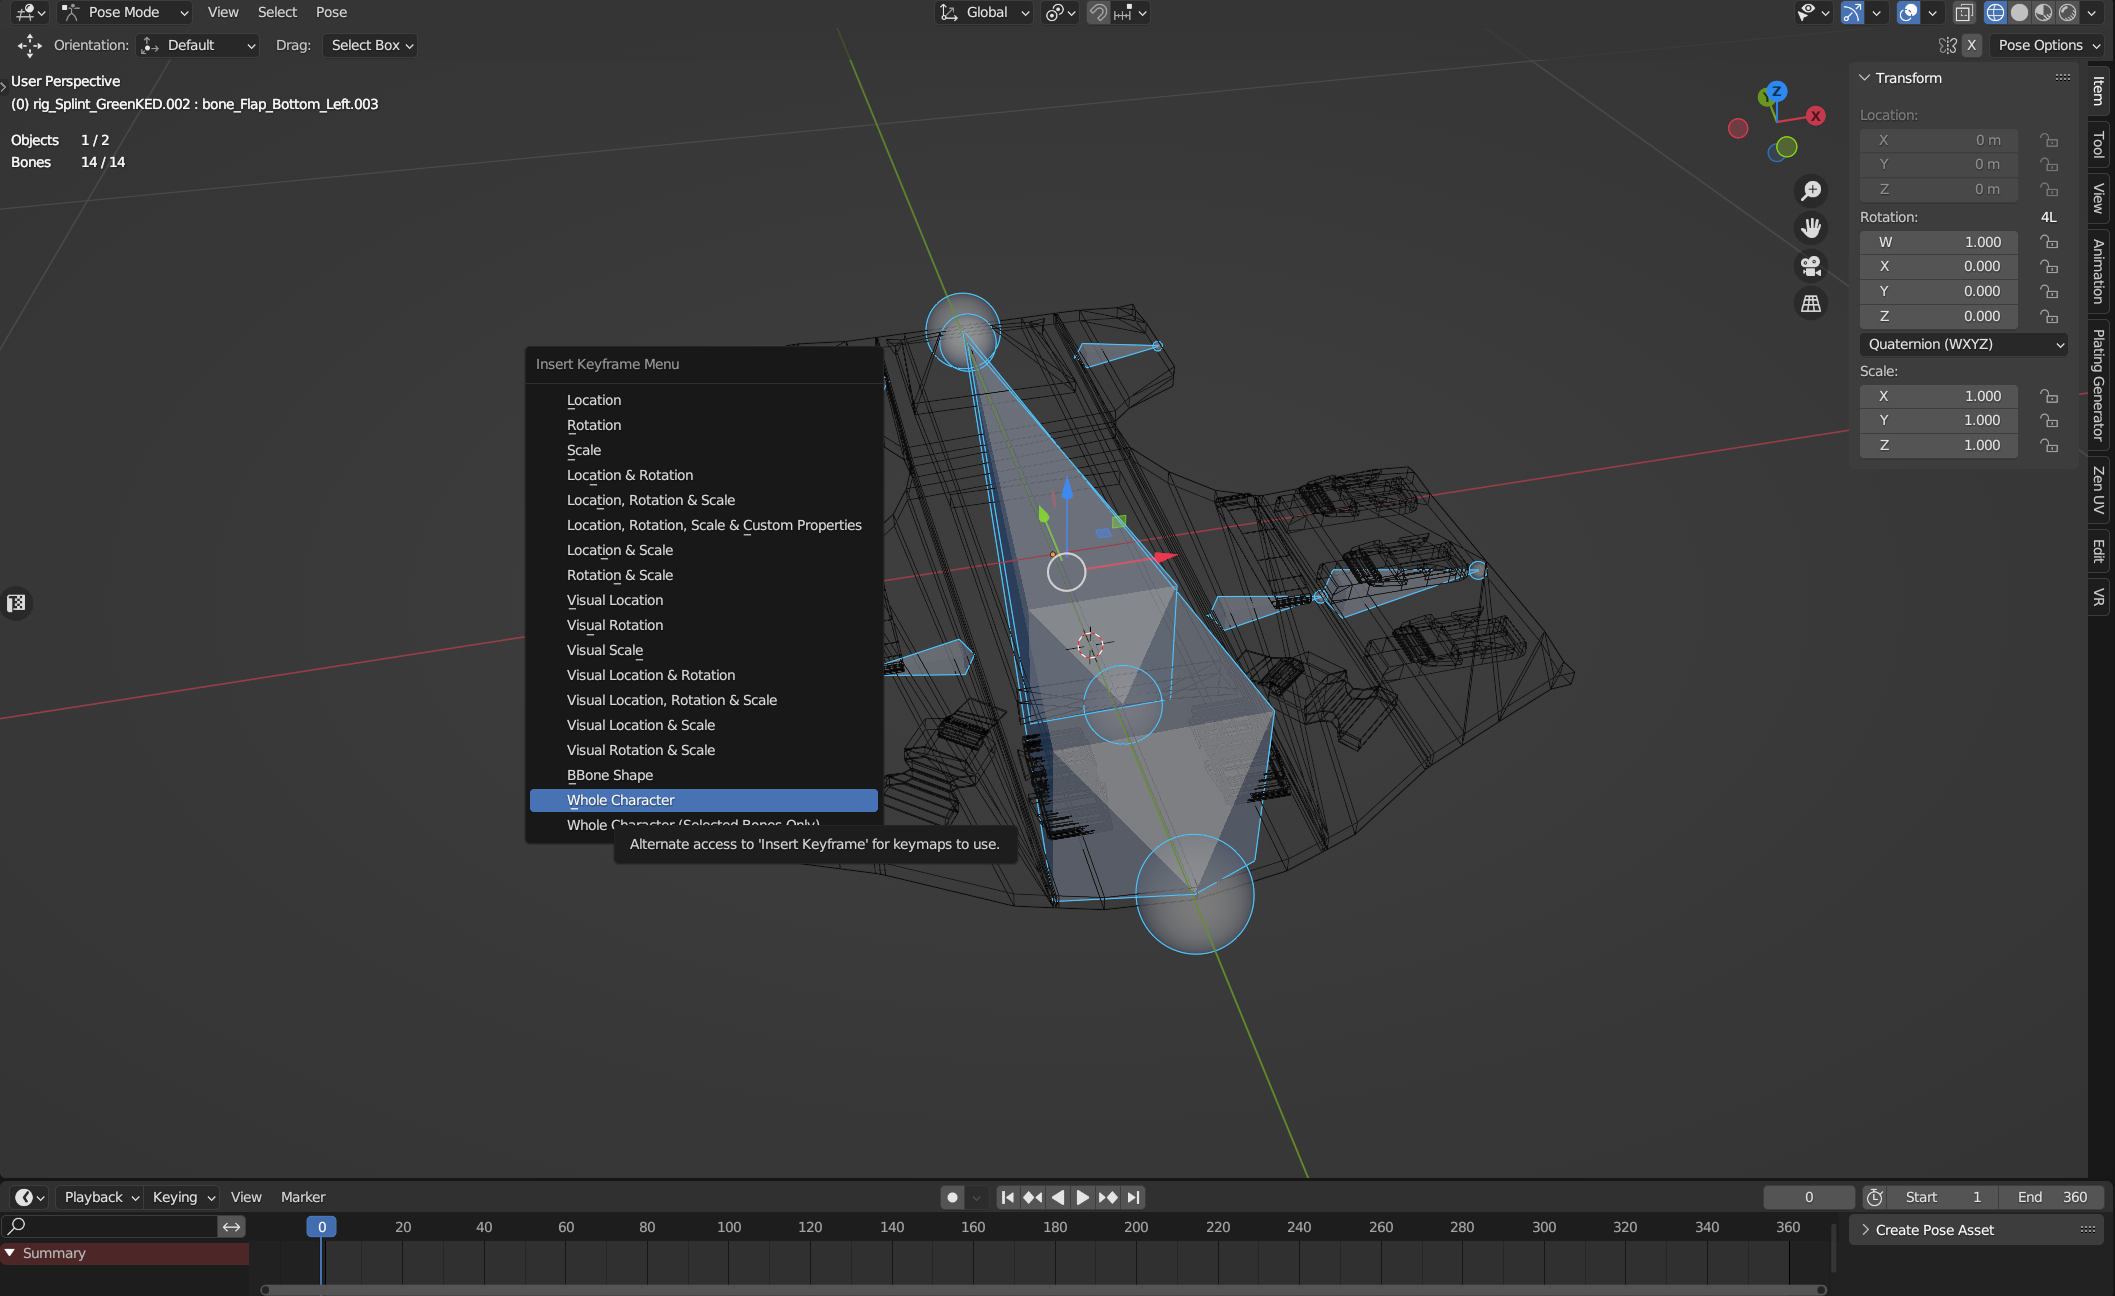 Pose Mode View Select Pose Global
Orientation: Default Drag: Select Box X Pose Options
User Perspective
(0) rig_Splint_GreenKED.002 : bone_Flap_Bottom_Left.003
Objects 1 / 2
Bones 14 / 14
Z
Y
X
Insert Keyframe Menu
Location
Rotation
Scale
Location & Rotation
Location, Rotation & Scale
Location, Rotation, Scale & Custom Properties
Location & Scale
Rotation & Scale
Visual Location
Visual Rotation
Visual Scale
Visual Location & Rotation
Visual Location, Rotation & Scale
Visual Location & Scale
Visual Rotation & Scale
BBone Shape
Whole Character
Whole Character (Selected Bones Only)
Alternate access to 'Insert Keyframe' for keymaps to use.
Transform
Location:
X 0 m
Y 0 m
Z 0 m
Rotation: 4L
W 1.000
X 0.000
Y 0.000
Z 0.000
Quaternion (WXYZ)
Scale:
X 1.000
Y 1.000
Z 1.000
Item
Tool
View
Animation
Plating Generator
Zen UV
Edit
VR
Playback Keying View Marker 0 Start 1 End 360
0 20 40 60 80 100 120 140 160 180 200 220 240 260 280 300 320 340 360
Summary
Create Pose Asset